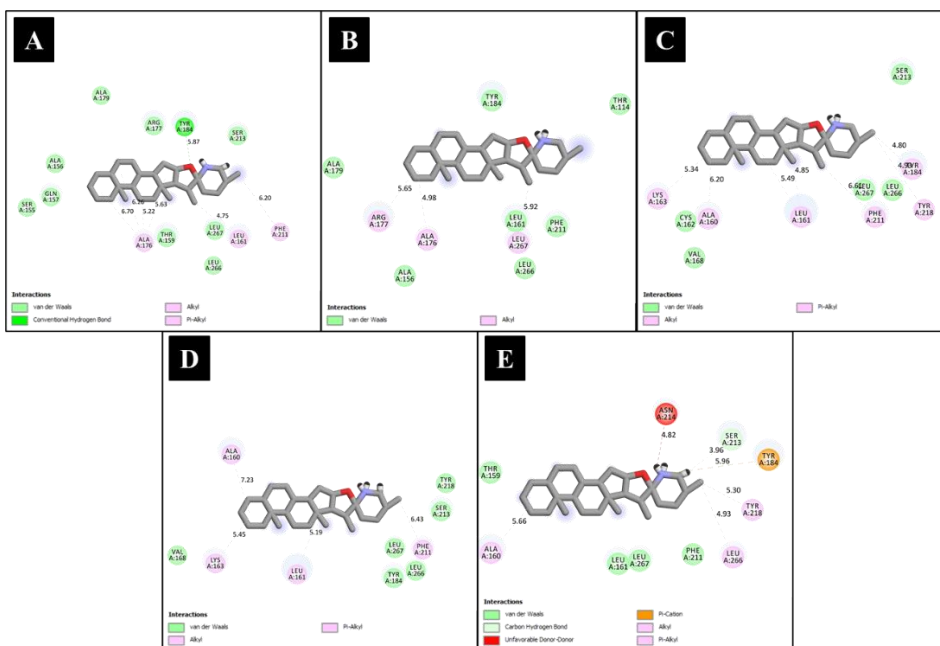 A
ALA
A:179
ARG
A:177
TYR
A:184
5.87
SER
A:213
ALA
A:156
GLN
A:157
SER
A:155
6.26
5.63
6.70
5.22
4.75
6.20
ALA
A:176
THR
A:159
LEU
A:267
LEU
A:161
PHE
A:211
LEU
A:266
Interactions
van der Waals
Conventional Hydrogen Bond
Alkyl
Pi-Alkyl
B
TYR
A:184
THR
A:114
ALA
A:179
5.65
4.98
5.92
ARG
A:177
ALA
A:176
LEU
A:161
LEU
A:267
PHE
A:211
LEU
A:266
ALA
A:156
Interactions
van der Waals
Alkyl
C
SER
A:213
4.80
4.93
TYR
A:184
5.34
6.20
4.85
5.49
LYS
A:163
CYS
A:162
ALA
A:160
VAL
A:168
LEU
A:161
LEU
A:267
LEU
A:266
PHE
A:211
TYR
A:218
Interactions
van der Waals
Alkyl
Pi-Alkyl
D
ALA
A:160
7.23
5.45
5.19
6.43
TYR
A:218
SER
A:213
VAL
A:168
LYS
A:163
LEU
A:161
LEU
A:267
PHE
A:211
TYR
A:184
LEU
A:266
Interactions
van der Waals
Alkyl
Pi-Alkyl
E
ASN
A:214
4.82
3.96
SER
A:213
5.96
TYR
A:184
THR
A:159
5.30
4.93
TYR
A:218
5.66
ALA
A:160
LEU
A:161
LEU
A:267
PHE
A:211
LEU
A:266
Interactions
van der Waals
Carbon Hydrogen Bond
Unfavorable Donor-Donor
Pi-Cation
Alkyl
Pi-Alkyl